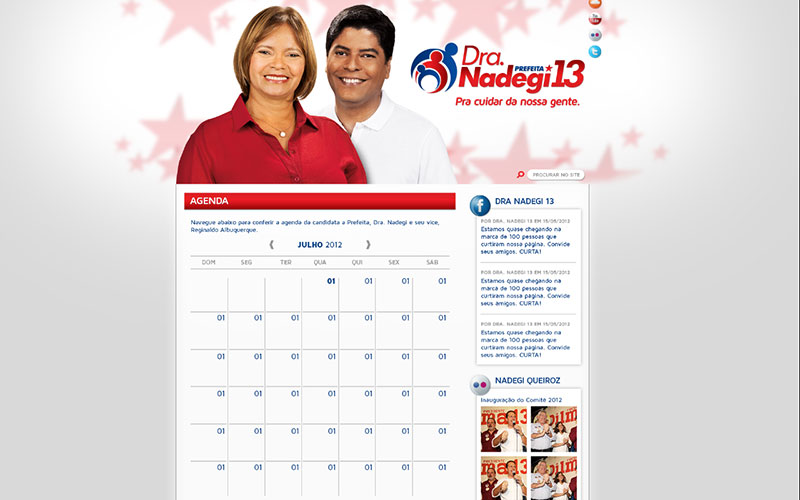 Dra.
PREFEITA
Nadegi 13
Pra cuidar da nossa gente.
PROCURAR NO SITE
AGENDA
Navegue abaixo para conferir a agenda da candidata a Prefeita, Dra. Nadegi e seu vice,
Reginaldo Albuquerque.
JULHO 2012
DOM SEG TER QUA QUI SEX SAB
01 01 01 01
01 01 01 01 01 01 01
01 01 01 01 01 01 01
01 01 01 01 01 01 01
01 01 01 01 01 01 01
01 01 01 01 01 01 01
DRA NADEGI 13
POR DRA. NADEGI 13 EM 15/05/2012
Estamos quase chegando na
marca de 100 pessoas que
curtiram nossa página. Convide
seus amigos. CURTA!
POR DRA. NADEGI 13 EM 15/05/2012
Estamos quase chegando na
marca de 100 pessoas que
curtiram nossa página. Convide
seus amigos. CURTA!
POR DRA. NADEGI 13 EM 15/05/2012
Estamos quase chegando na
marca de 100 pessoas que
curtiram nossa página. Convide
seus amigos. CURTA!
NADEGI QUEIROZ
Inauguração do Comitê 2012